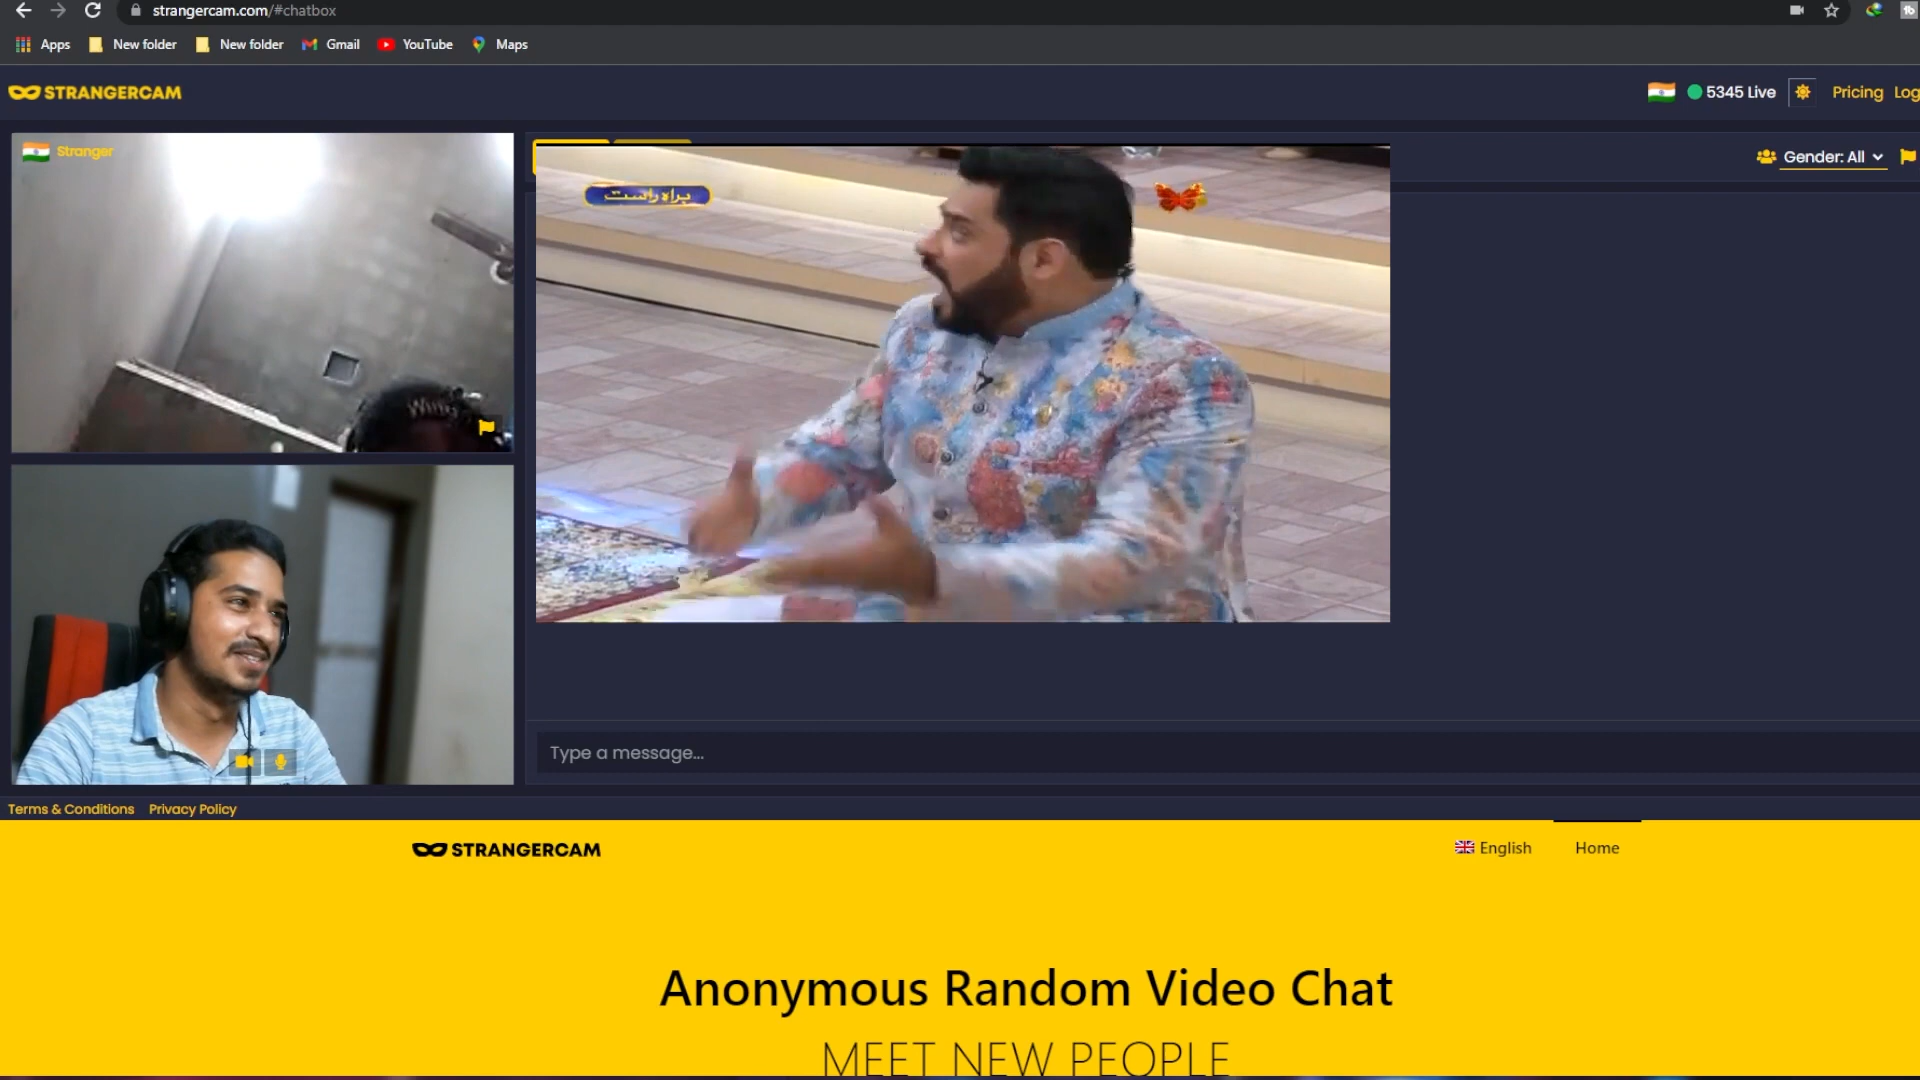 strangercam.com/#chatbox
Apps New folder New folder Gmail YouTube Maps
STRANGERCAM
5345 Live Pricing Log
Stranger
براہ راست
Gender: All
Type a message...
Terms & Conditions Privacy Policy
STRANGERCAM
English Home
Anonymous Random Video Chat
MEET NEW PEOPLE